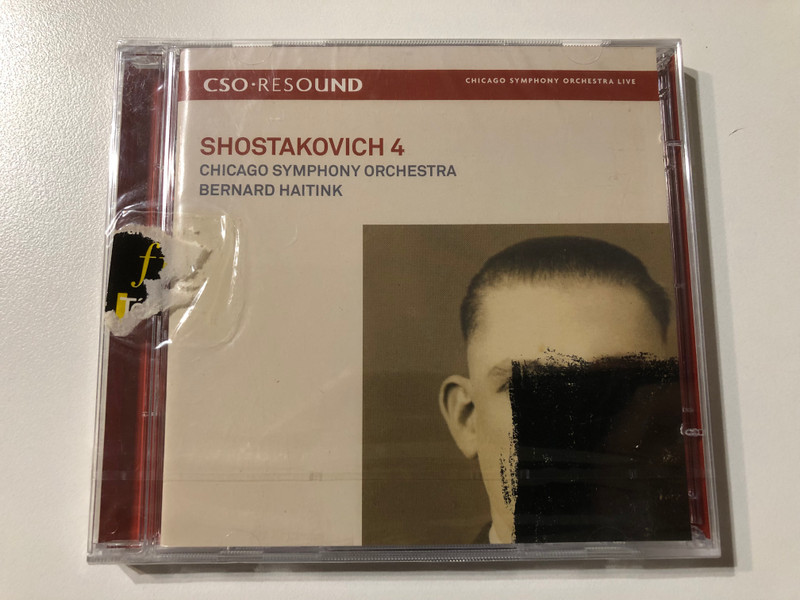 CSO·RESOUND
CHICAGO SYMPHONY ORCHESTRA LIVE
SHOSTAKOVICH 4
CHICAGO SYMPHONY ORCHESTRA
BERNARD HAITINK